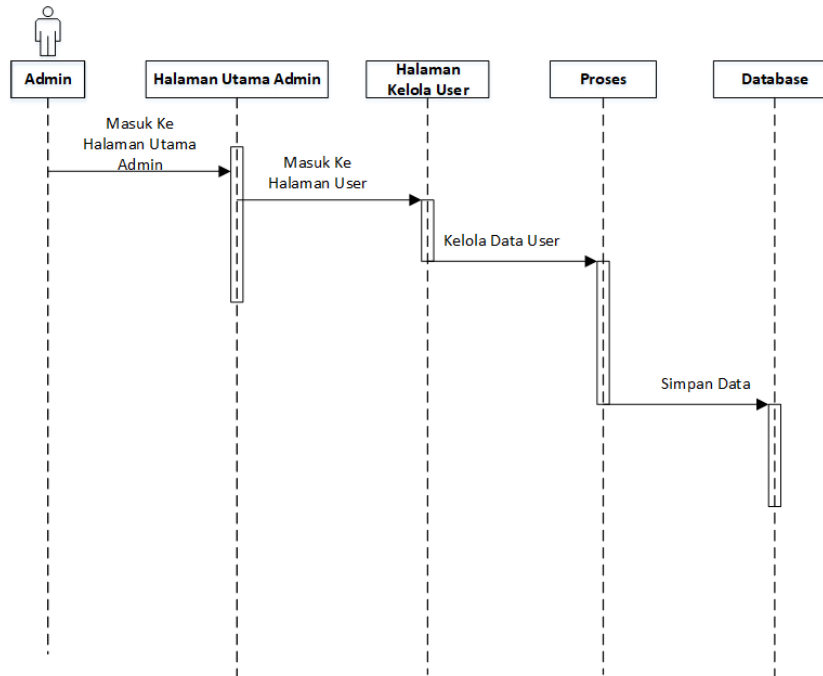 Admin
Halaman Utama Admin
Halaman
Kelola User
Proses
Database
Masuk Ke
Halaman Utama
Admin
Masuk Ke
Halaman User
Kelola Data User
Simpan Data